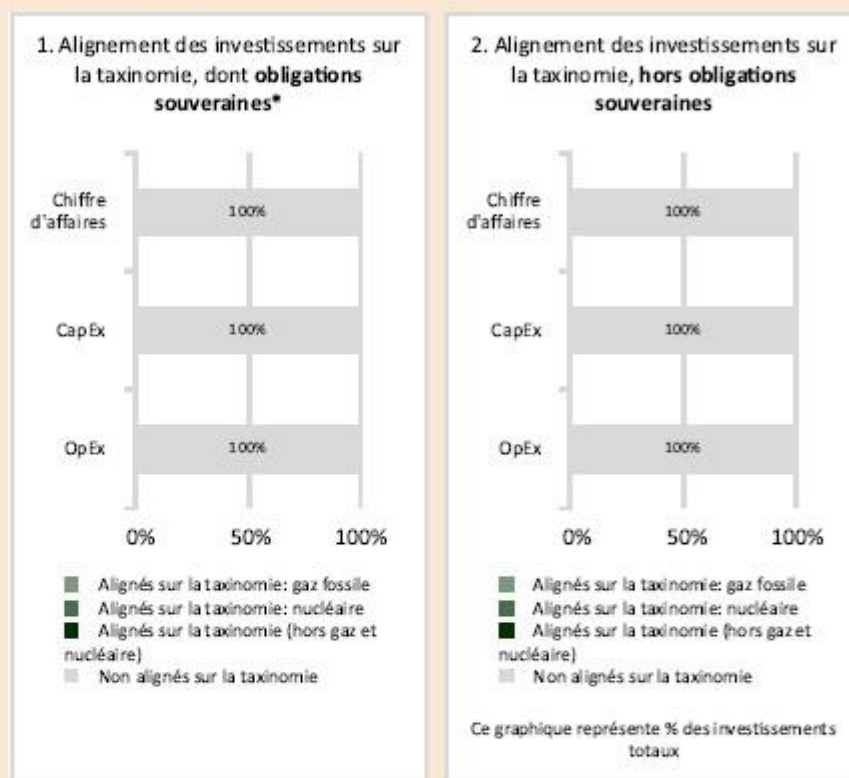 1. Alignement des investissements sur
la taxinomie, dont obligations
souveraines*
Chiffre
d'affaires
100%
CapEx
100%
OpEx
100%
0% 50% 100%
Alignés sur la taxinomie: gaz fossile
Alignés sur la taxinomie: nucléaire
Alignés sur la taxinomie (hors gaz et
nucléaire)
Non alignés sur la taxinomie
2. Alignement des investissements sur
la taxinomie, hors obligations
souveraines
Chiffre
d'affaires
100%
CapEx
100%
OpEx
100%
0% 50% 100%
Alignés sur la taxinomie: gaz fossile
Alignés sur la taxinomie: nucléaire
Alignés sur la taxinomie (hors gaz et
nucléaire)
Non alignés sur la taxinomie
Ce graphique représente % des investissements
totaux